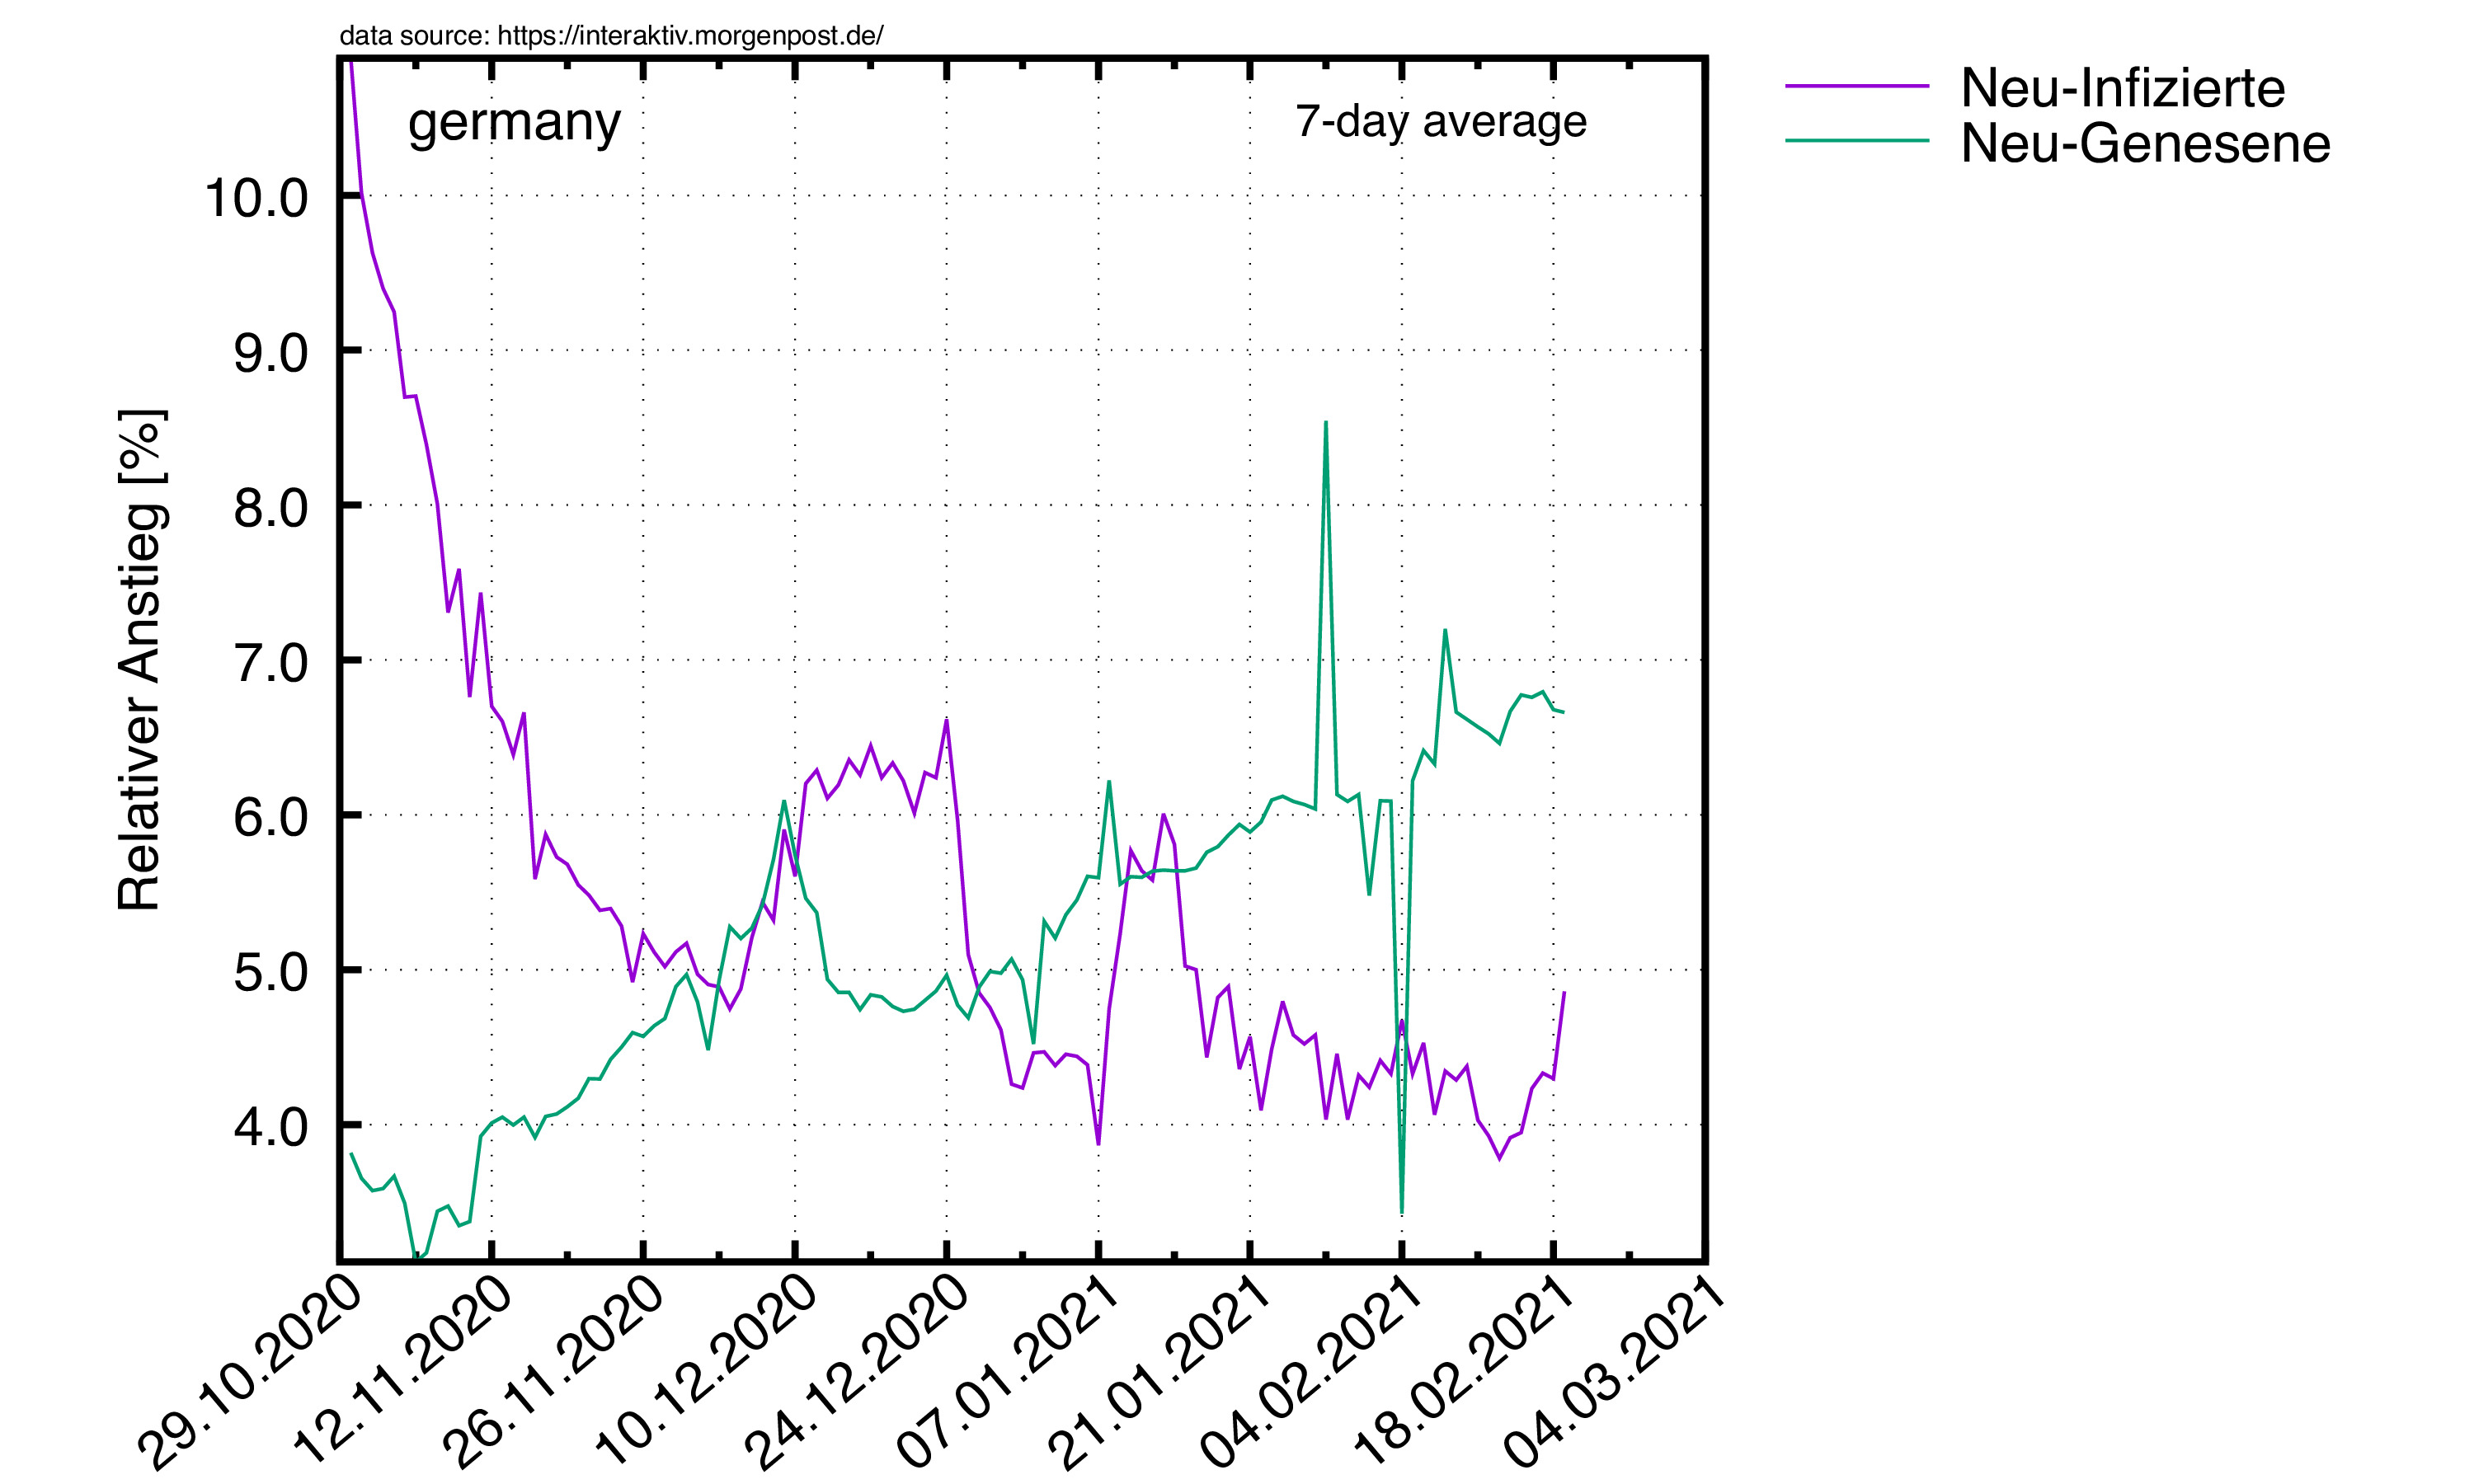 data source: https://interaktiv.morgenpost.de/
germany
7-day average
Neu-Infizierte
Neu-Genesene
Relativer Anstieg [%]
10.0
9.0
8.0
7.0
6.0
5.0
4.0
29.10.2020
12.11.2020
26.11.2020
10.12.2020
24.12.2020
07.01.2021
21.01.2021
04.02.2021
18.02.2021
04.03.2021